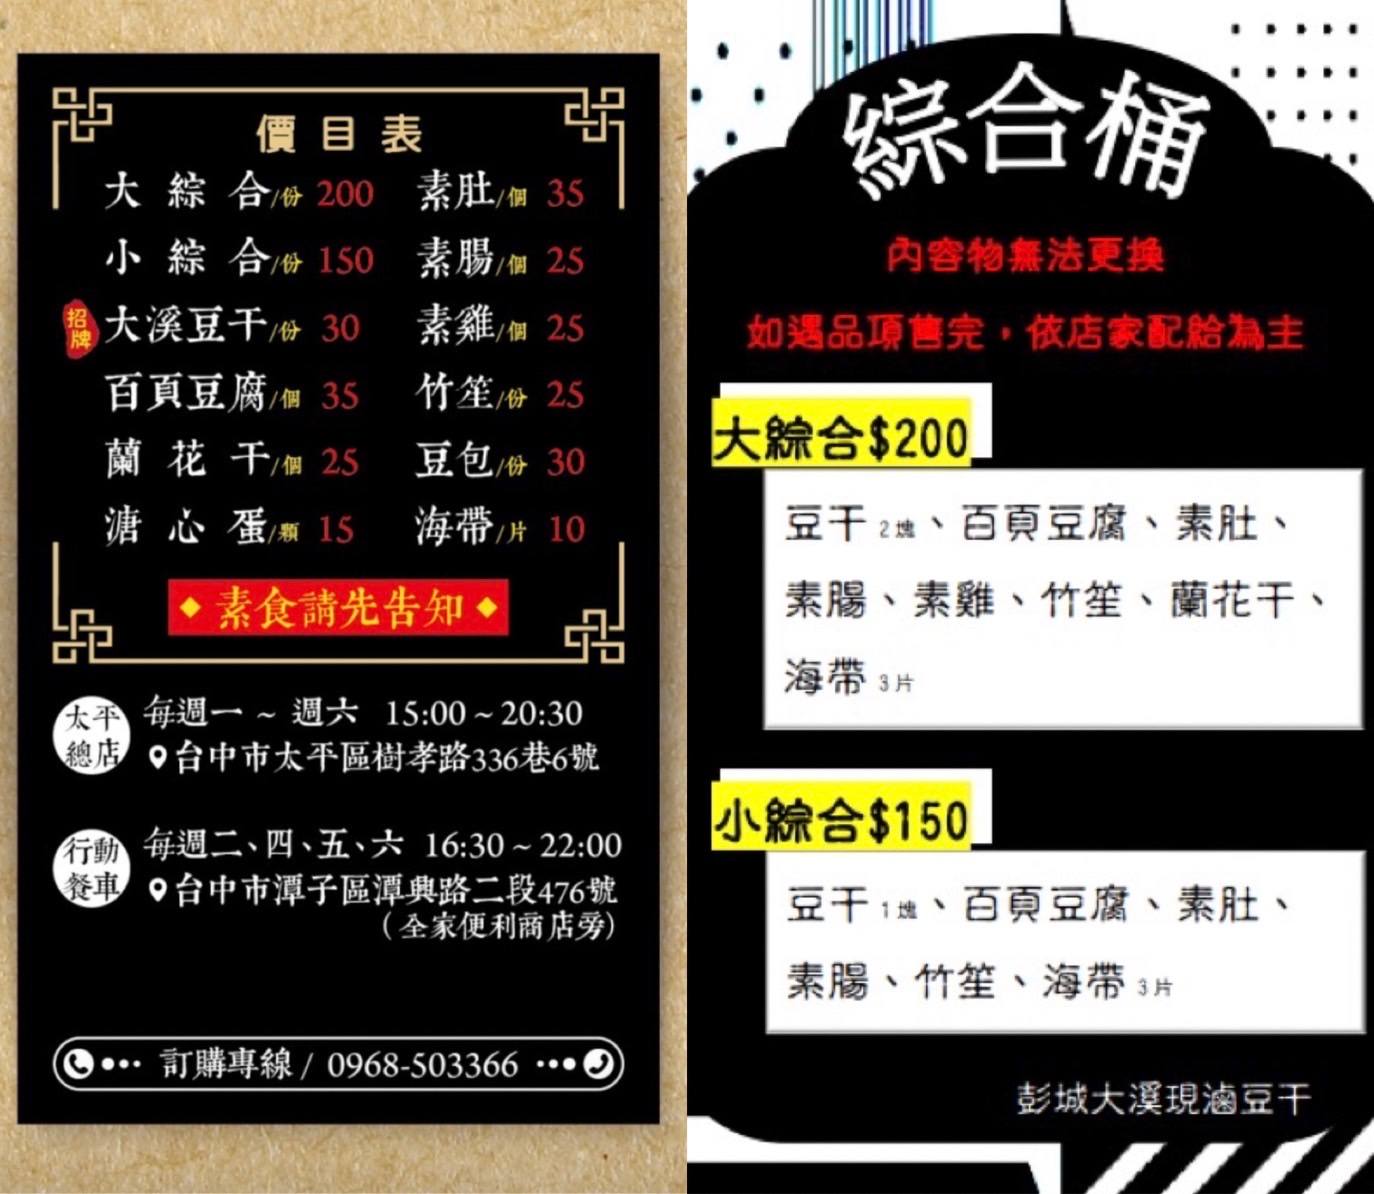 價目表
大綜合/份 200 素肚/個 35
小綜合/份 150 素腸/個 25
招牌 大溪豆干/份 30 素雞/個 25
百頁豆腐/個 35 竹笙/份 25
蘭花干/個 25 豆包/份 30
溏心蛋/顆 15 海帶/片 10
素食請先告知
太平總店 每週一 ~ 週六 15:00 ~ 20:30
台中市太平區樹孝路336巷6號
行動餐車 每週二、四、五、六 16:30 ~ 22:00
台中市潭子區潭興路二段476號
(全家便利商店旁)
訂購專線 / 0968-503366
綜合桶
內容物無法更換
如遇品項售完,依店家配給為主
大綜合$200
豆干 2塊、百頁豆腐、素肚、
素腸、素雞、竹笙、蘭花干、
海帶 3片
小綜合$150
豆干 1塊、百頁豆腐、素肚、
素腸、竹笙、海帶 3片
彭城大溪現滷豆干